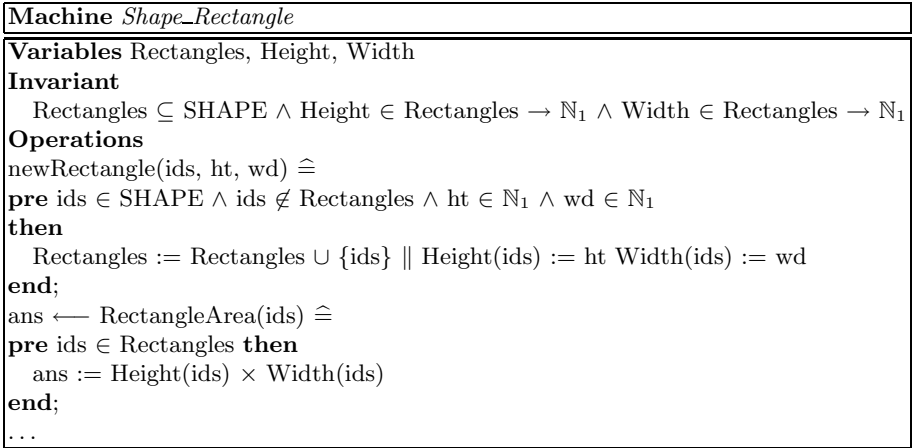 Machine Shape_Rectangle
Variables Rectangles, Height, Width
Invariant
Rectangles ⊆ SHAPE ∧ Height ∈ Rectangles → ℕ₁ ∧ Width ∈ Rectangles → ℕ₁
Operations
newRectangle(ids, ht, wd) ≙
pre ids ∈ SHAPE ∧ ids ∉ Rectangles ∧ ht ∈ ℕ₁ ∧ wd ∈ ℕ₁
then
Rectangles := Rectangles ∪ {ids} ∥ Height(ids) := ht Width(ids) := wd
end;
ans ⟵ RectangleArea(ids) ≙
pre ids ∈ Rectangles then
ans := Height(ids) × Width(ids)
end;
...